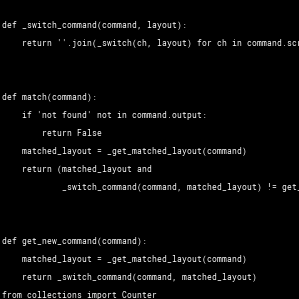 def _switch_command(command, layout):
    return ''.join(_switch(ch, layout) for ch in command.scr
def match(command):
    if 'not found' not in command.output:
        return False
    matched_layout = _get_matched_layout(command)
    return (matched_layout and
            _switch_command(command, matched_layout) != get_
def get_new_command(command):
    matched_layout = _get_matched_layout(command)
    return _switch_command(command, matched_layout)
from collections import Counter